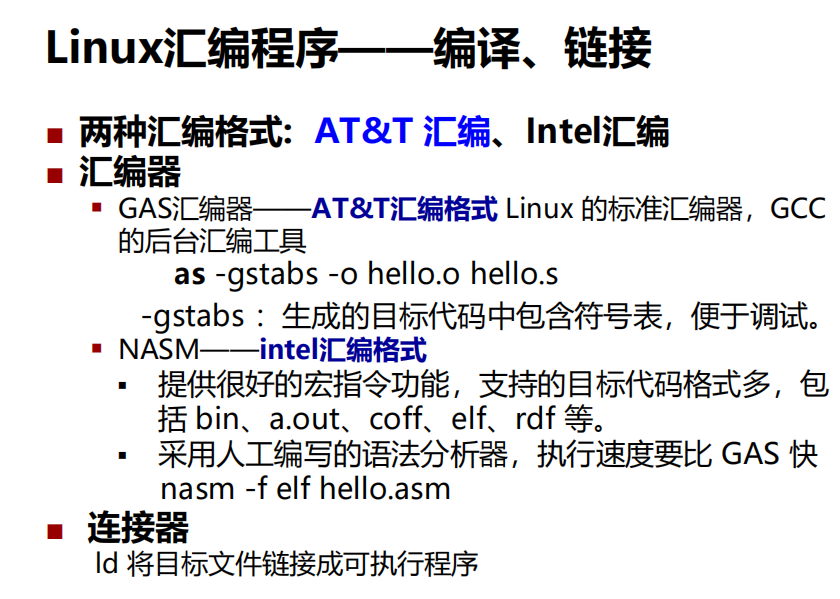 Linux汇编程序——编译、链接
■ 两种汇编格式：AT&T 汇编、Intel汇编
■ 汇编器
▪ GAS汇编器——AT&T汇编格式 Linux 的标准汇编器，GCC
的后台汇编工具
as -gstabs -o hello.o hello.s
-gstabs ：生成的目标代码中包含符号表，便于调试。
▪ NASM——intel汇编格式
▪ 提供很好的宏指令功能，支持的目标代码格式多，包
括 bin、a.out、coff、elf、rdf 等。
▪ 采用人工编写的语法分析器，执行速度要比 GAS 快
nasm -f elf hello.asm
■ 连接器
ld 将目标文件链接成可执行程序